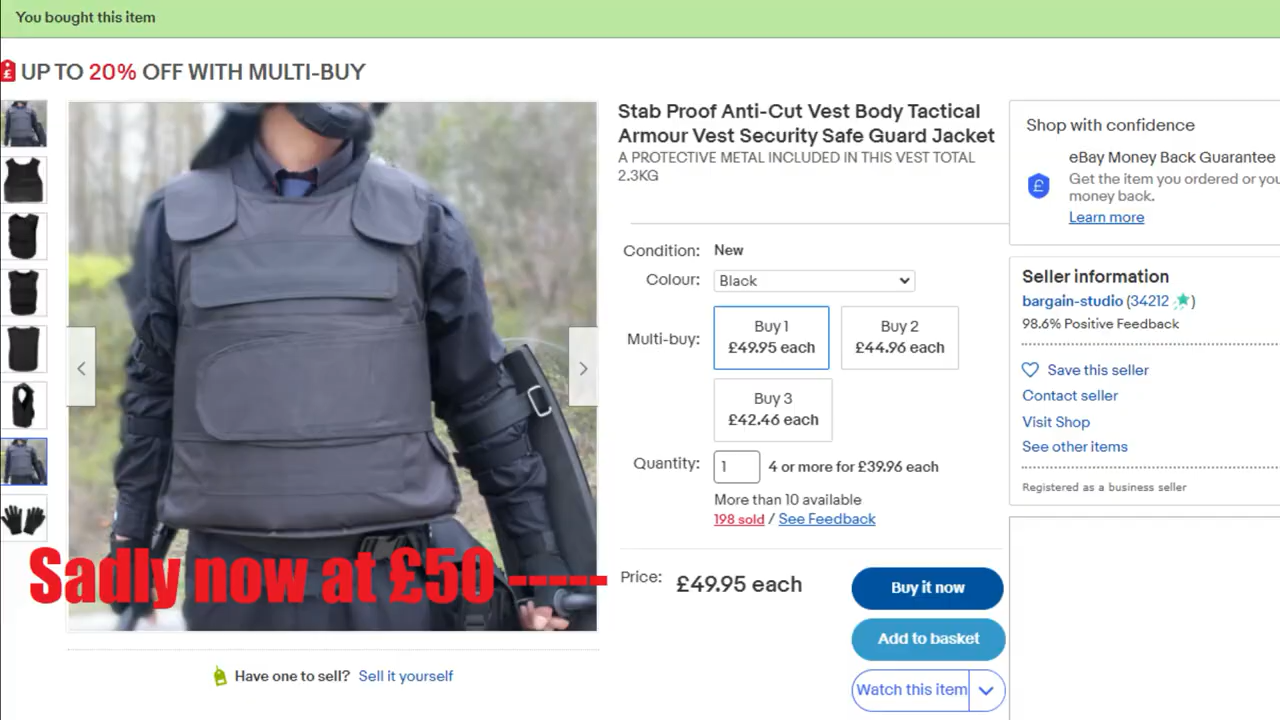 You bought this item
£ UP TO 20% OFF WITH MULTI-BUY
Stab Proof Anti-Cut Vest Body Tactical
Armour Vest Security Safe Guard Jacket
A PROTECTIVE METAL INCLUDED IN THIS VEST TOTAL
2.3KG
Condition: New
Colour: Black
Multi-buy:
Buy 1
£49.95 each
Buy 2
£44.96 each
Buy 3
£42.46 each
Quantity: 1 4 or more for £39.96 each
More than 10 available
198 sold / See Feedback
Sadly now at £50 -----
Price: £49.95 each
Buy it now
Add to basket
Watch this item
Have one to sell? Sell it yourself
Shop with confidence
eBay Money Back Guarantee
£
Get the item you ordered or you
money back.
Learn more
Seller information
bargain-studio (34212 )
98.6% Positive Feedback
Save this seller
Contact seller
Visit Shop
See other items
Registered as a business seller